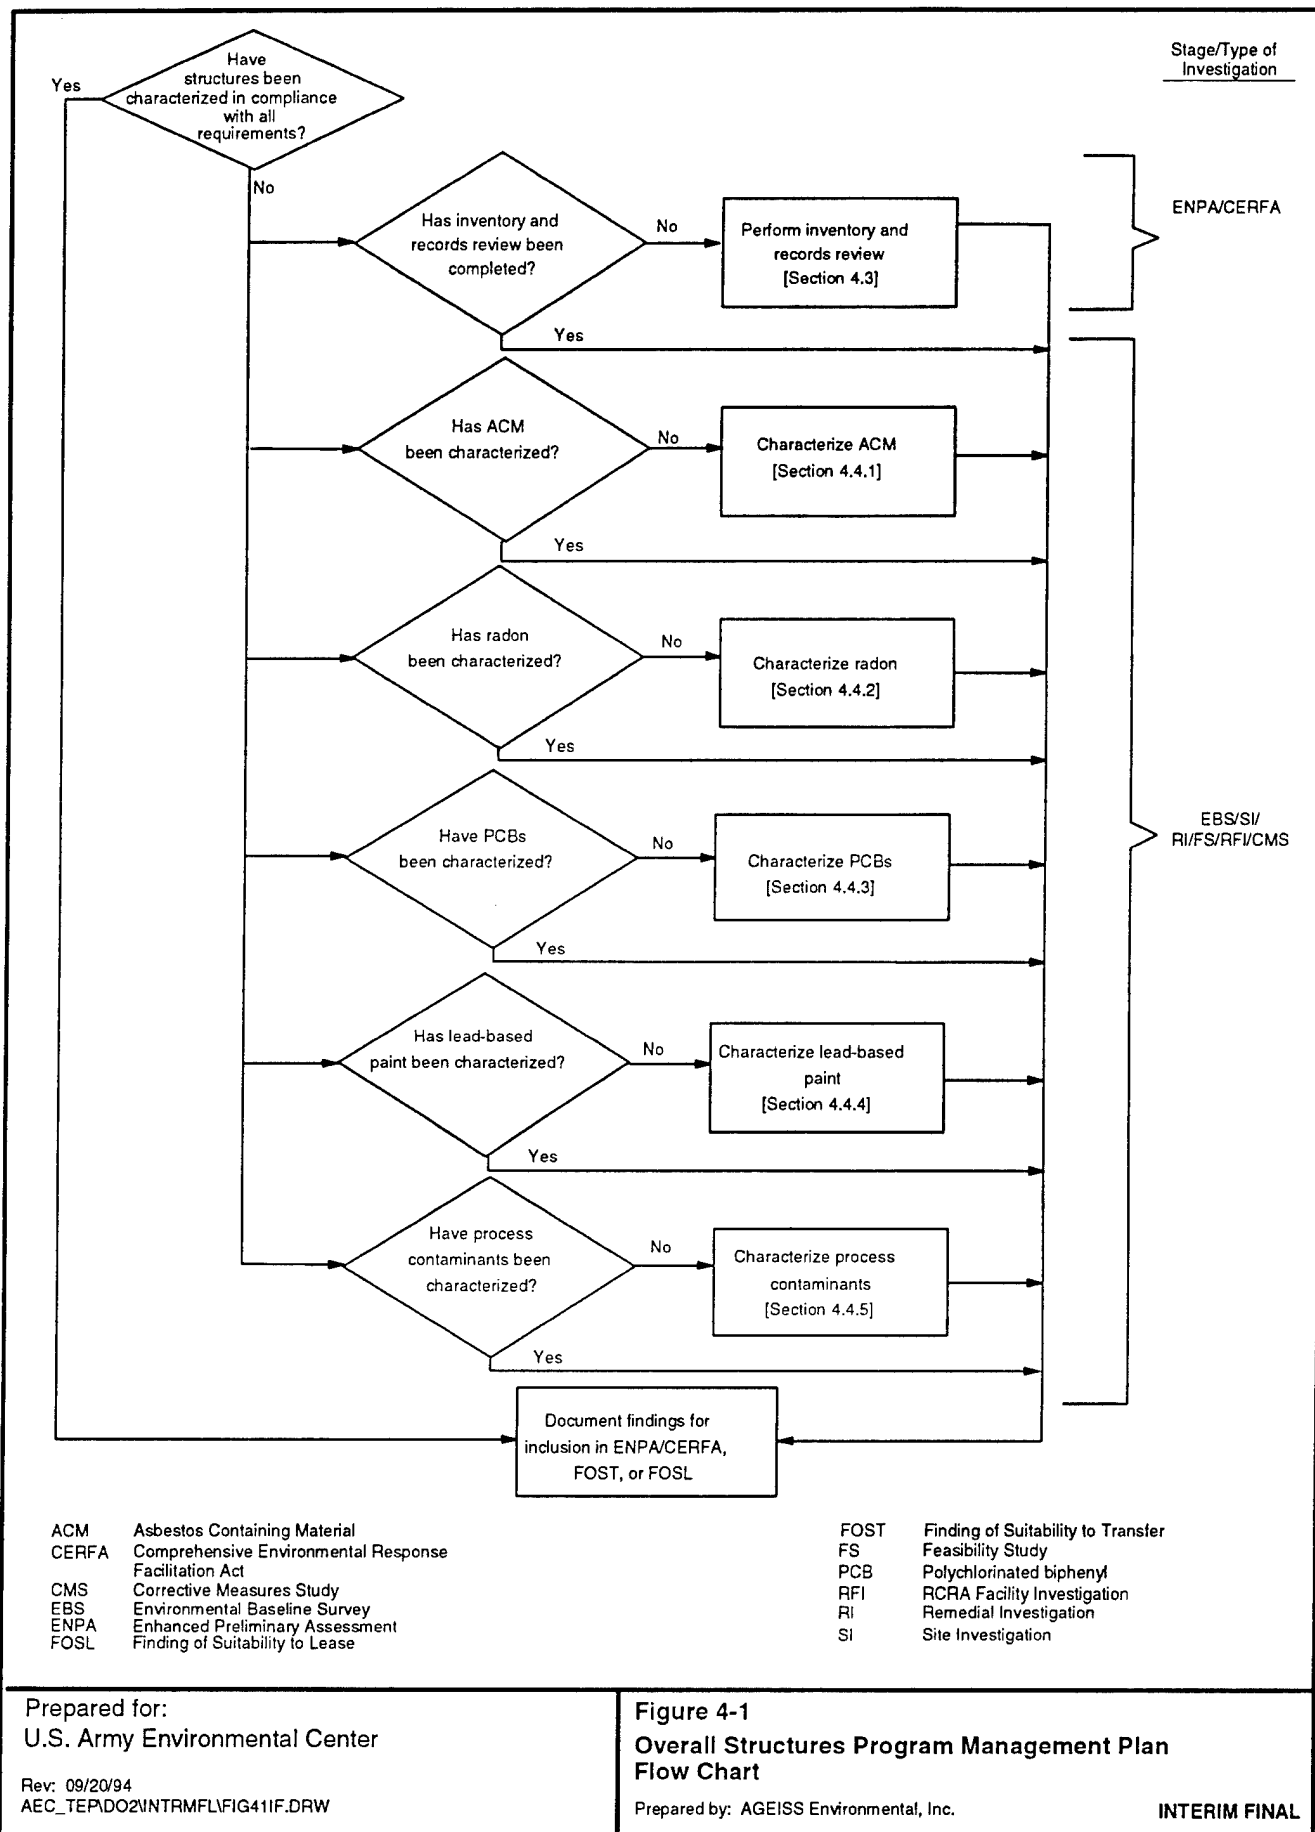 Stage/Type of
Investigation
Have
structures been
characterized in compliance
with all
requirements?
Yes
No
Has inventory and
records review been
completed?
No
Perform inventory and
records review
[Section 4.3]
Yes
ENPA/CERFA
Has ACM
been characterized?
No
Characterize ACM
[Section 4.4.1]
Yes
Has radon
been characterized?
No
Characterize radon
[Section 4.4.2]
Yes
Have PCBs
been characterized?
No
Characterize PCBs
[Section 4.4.3]
Yes
EBS/SI/
RI/FS/RFI/CMS
Has lead-based
paint been characterized?
No
Characterize lead-based
paint
[Section 4.4.4]
Yes
Have process
contaminants been
characterized?
No
Characterize process
contaminants
[Section 4.4.5]
Yes
Document findings for
inclusion in ENPA/CERFA,
FOST, or FOSL
ACM Asbestos Containing Material
CERFA Comprehensive Environmental Response
Facilitation Act
CMS Corrective Measures Study
EBS Environmental Baseline Survey
ENPA Enhanced Preliminary Assessment
FOSL Finding of Suitability to Lease
FOST Finding of Suitability to Transfer
FS Feasibility Study
PCB Polychlorinated biphenyl
RFI RCRA Facility Investigation
RI Remedial Investigation
SI Site Investigation
Prepared for:
U.S. Army Environmental Center
Rev: 09/20/94
AEC_TEP\DO2\INTRMFL\FIG41IF.DRW
Figure 4-1
Overall Structures Program Management Plan
Flow Chart
Prepared by: AGEISS Environmental, Inc.
INTERIM FINAL